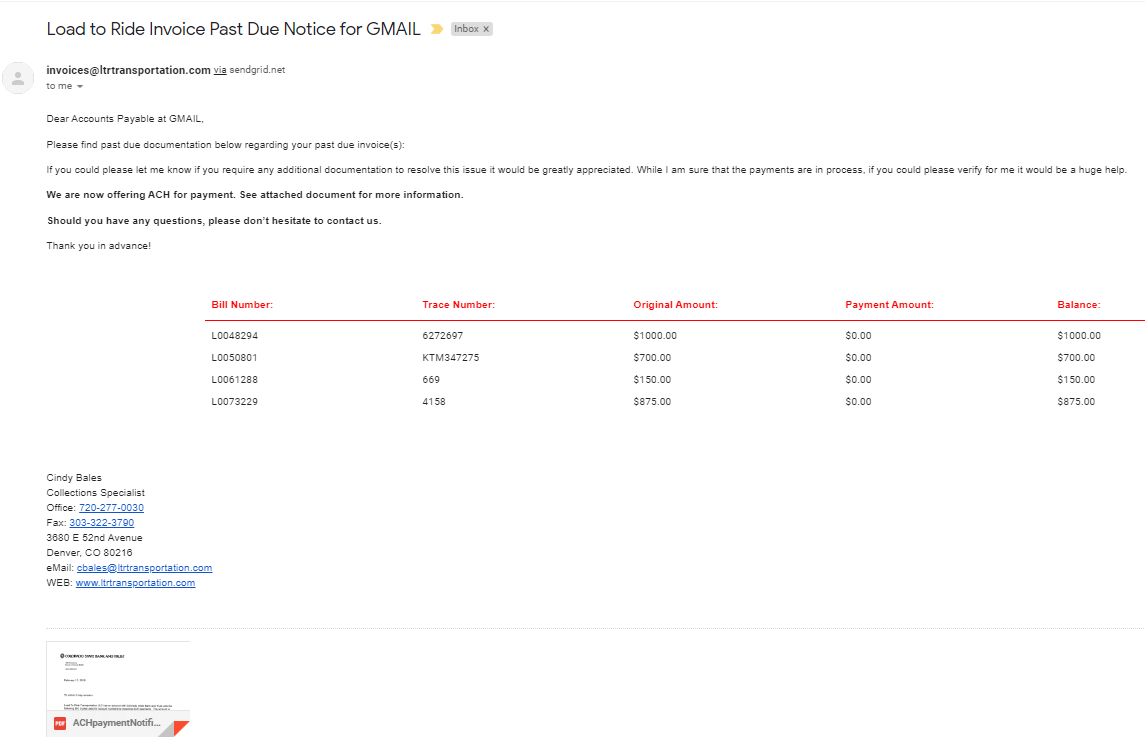 Load to Ride Invoice Past Due Notice for GMAIL Inbox x
invoices@ltrtransportation.com via sendgrid.net
to me
Dear Accounts Payable at GMAIL,
Please find past due documentation below regarding your past due invoice(s):
If you could please let me know if you require any additional documentation to resolve this issue it would be greatly appreciated. While I am sure that the payments are in process, if you could please verify for me it would be a huge help.
We are now offering ACH for payment. See attached document for more information.
Should you have any questions, please don't hesitate to contact us.
Thank you in advance!
Bill Number: Trace Number: Original Amount: Payment Amount: Balance:
L0048294 6272697 $1000.00 $0.00 $1000.00
L0050801 KTM347275 $700.00 $0.00 $700.00
L0061288 669 $150.00 $0.00 $150.00
L0073229 4158 $875.00 $0.00 $875.00
Cindy Bales
Collections Specialist
Office: 720-277-0030
Fax: 303-322-3790
3680 E 52nd Avenue
Denver, CO 80216
eMail: cbales@ltrtransportation.com
WEB: www.ltrtransportation.com
COLORADO STATE BANK AND TRUST
PDF ACHpaymentNotifi...